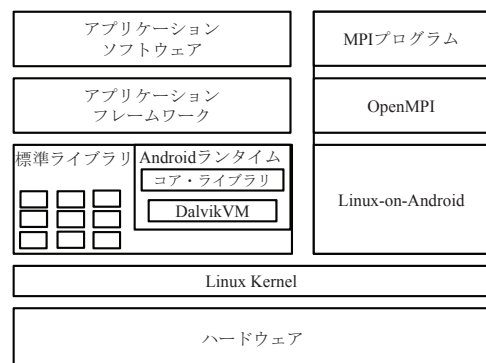 アプリケーション
ソフトウェア
アプリケーション
フレームワーク
標準ライブラリ
Androidランタイム
コア・ライブラリ
DalvikVM
MPIプログラム
OpenMPI
Linux-on-Android
Linux Kernel
ハードウェア